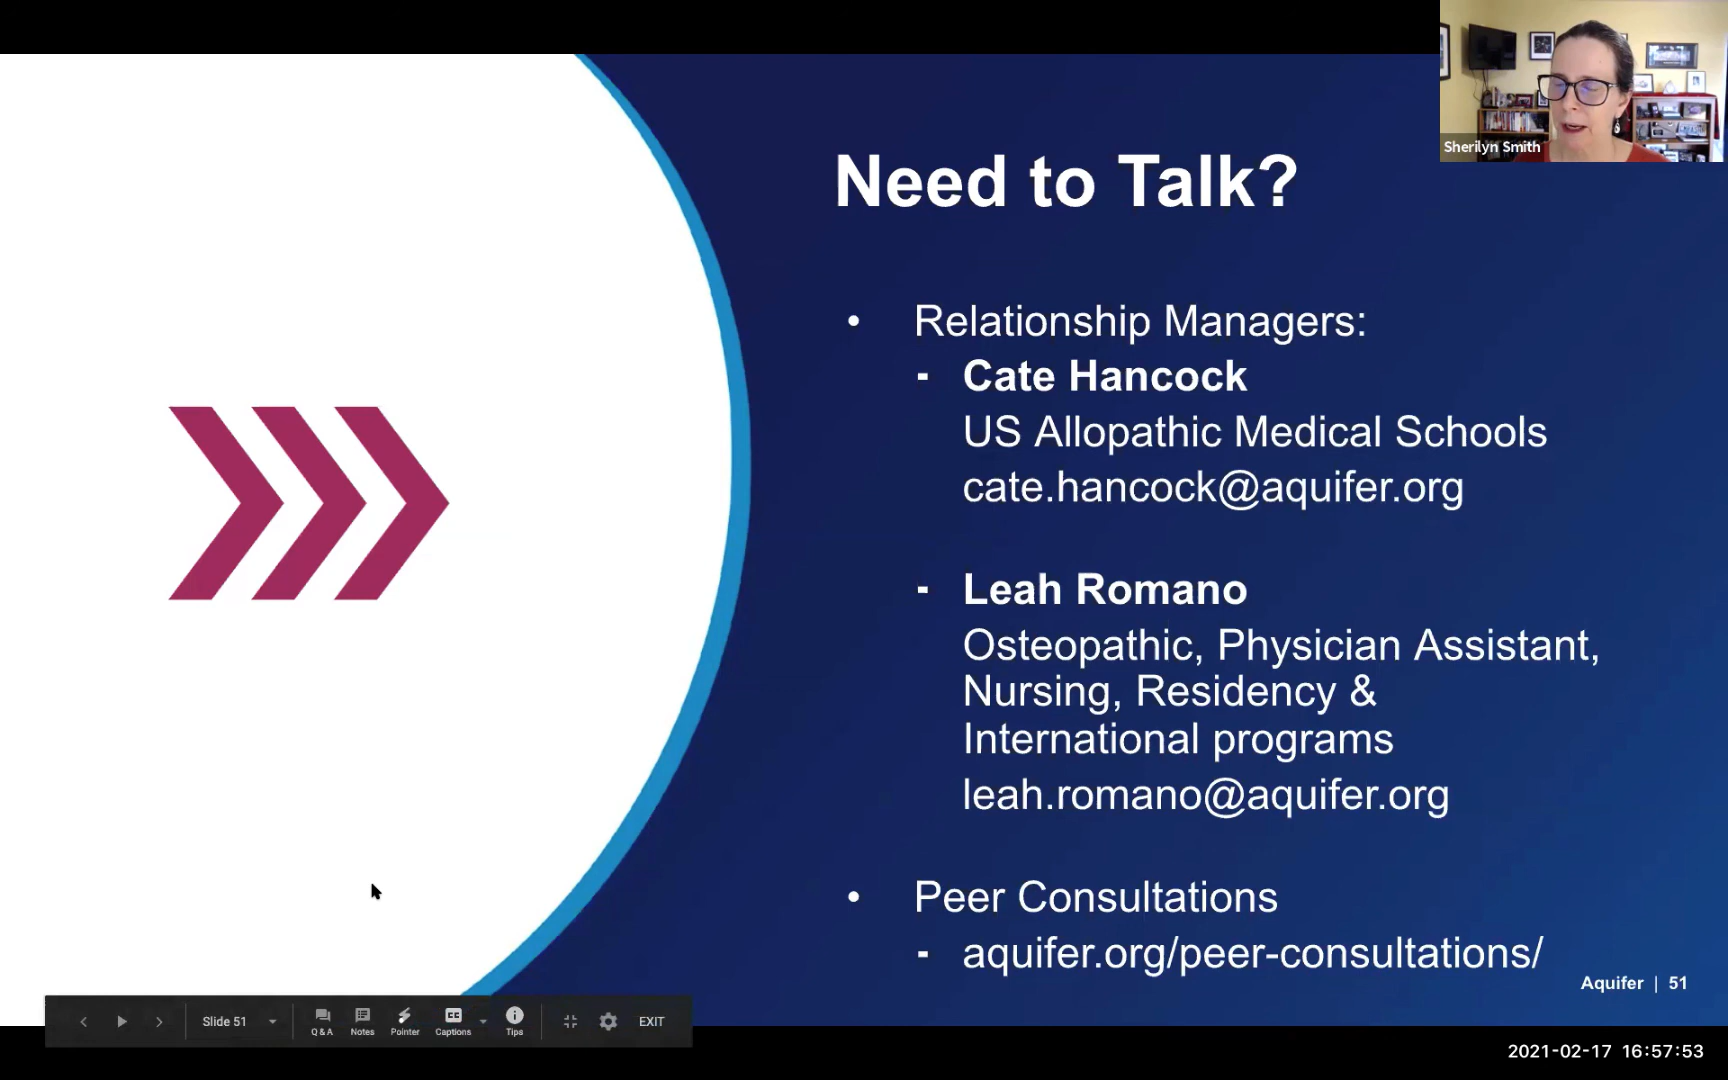 Sherilyn Smith
Need to Talk?
• Relationship Managers:
- Cate Hancock
US Allopathic Medical Schools
cate.hancock@aquifer.org
- Leah Romano
Osteopathic, Physician Assistant,
Nursing, Residency &
International programs
leah.romano@aquifer.org
• Peer Consultations
- aquifer.org/peer-consultations/
Aquifer | 51
Slide 51
Q & A
Notes
Pointer
Captions
Tips
EXIT
2021-02-17 16:57:53